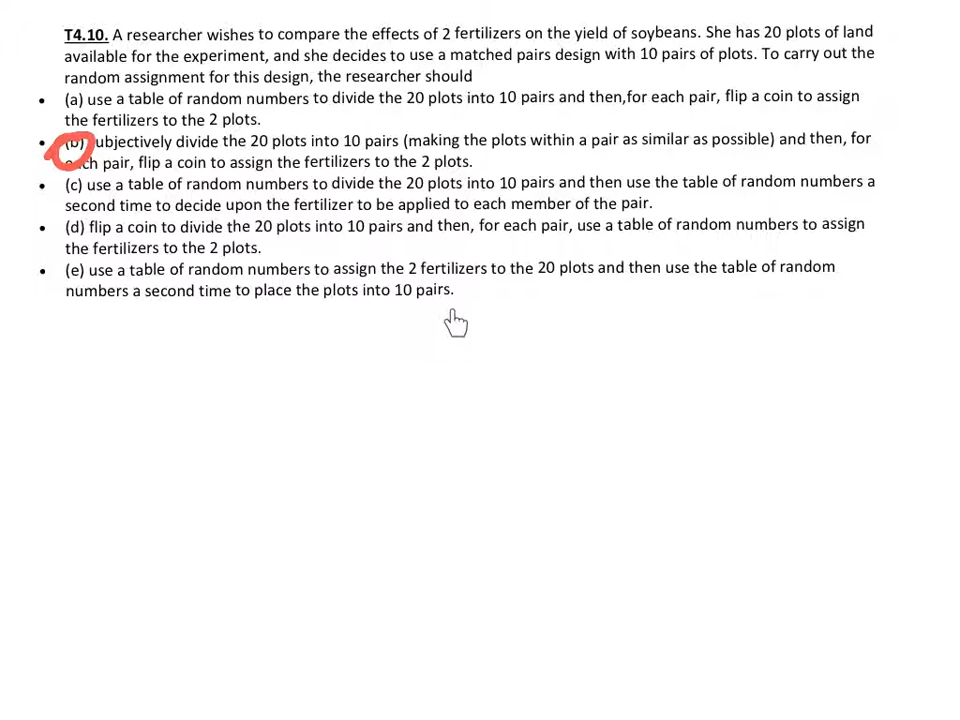 T4.10. A researcher wishes to compare the effects of 2 fertilizers on the yield of soybeans. She has 20 plots of land
available for the experiment, and she decides to use a matched pairs design with 10 pairs of plots. To carry out the
random assignment for this design, the researcher should
• (a) use a table of random numbers to divide the 20 plots into 10 pairs and then,for each pair, flip a coin to assign
the fertilizers to the 2 plots.
• (b) subjectively divide the 20 plots into 10 pairs (making the plots within a pair as similar as possible) and then, for
each pair, flip a coin to assign the fertilizers to the 2 plots.
• (c) use a table of random numbers to divide the 20 plots into 10 pairs and then use the table of random numbers a
second time to decide upon the fertilizer to be applied to each member of the pair.
• (d) flip a coin to divide the 20 plots into 10 pairs and then, for each pair, use a table of random numbers to assign
the fertilizers to the 2 plots.
• (e) use a table of random numbers to assign the 2 fertilizers to the 20 plots and then use the table of random
numbers a second time to place the plots into 10 pairs.